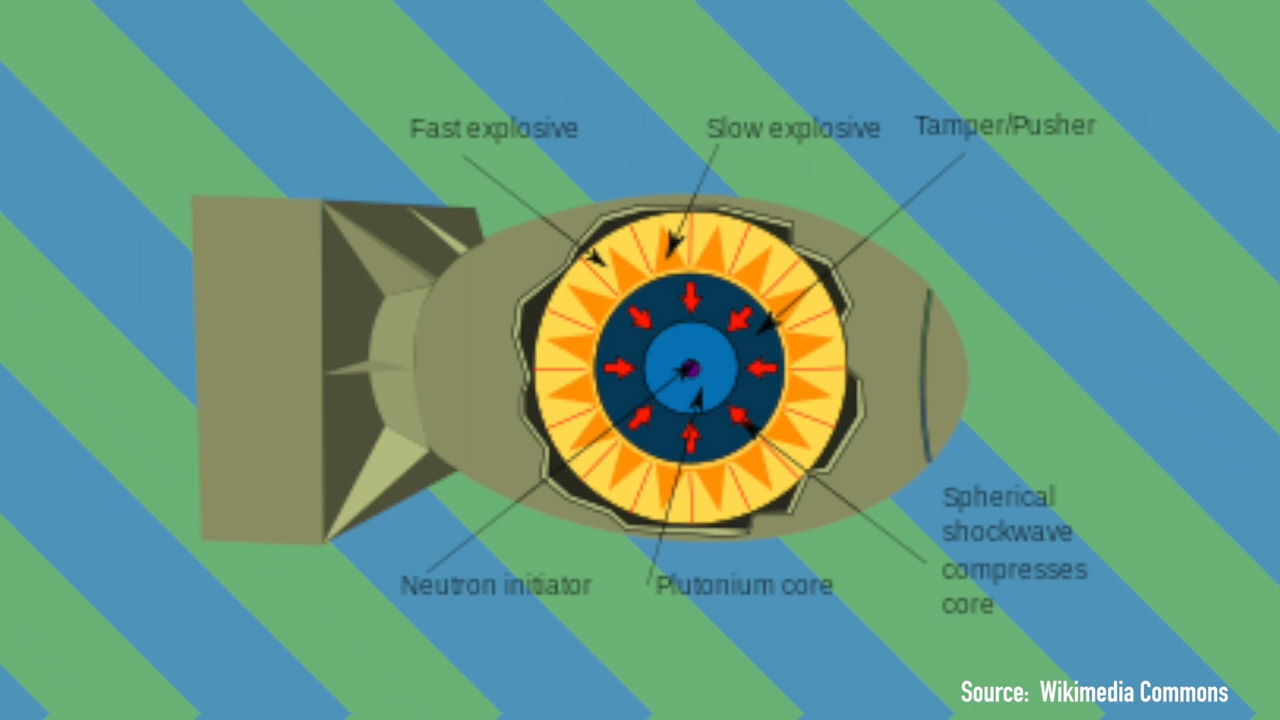 Fast explosive
Slow explosive
Tamper/Pusher
Neutron initiator
Plutonium core
Spherical
shockwave
compresses
core
Source: Wikimedia Commons